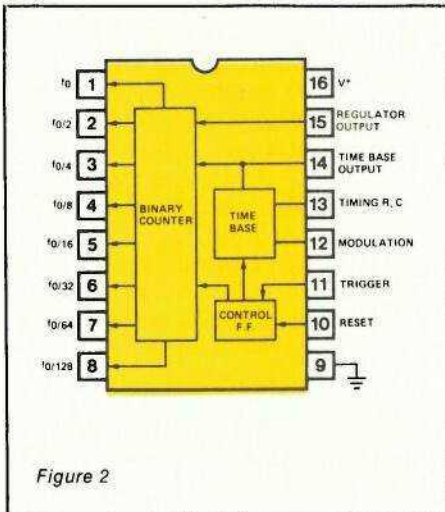 f0 1
f0/2 2
f0/4 3
f0/8 4
f0/16 5
f0/32 6
f0/64 7
f0/128 8
BINARY
COUNTER
TIME
BASE
CONTROL
F.F.
16 V+
15 REGULATOR
OUTPUT
14 TIME BASE
OUTPUT
13 TIMING R, C
12 MODULATION
11 TRIGGER
10 RESET
9
Figure 2